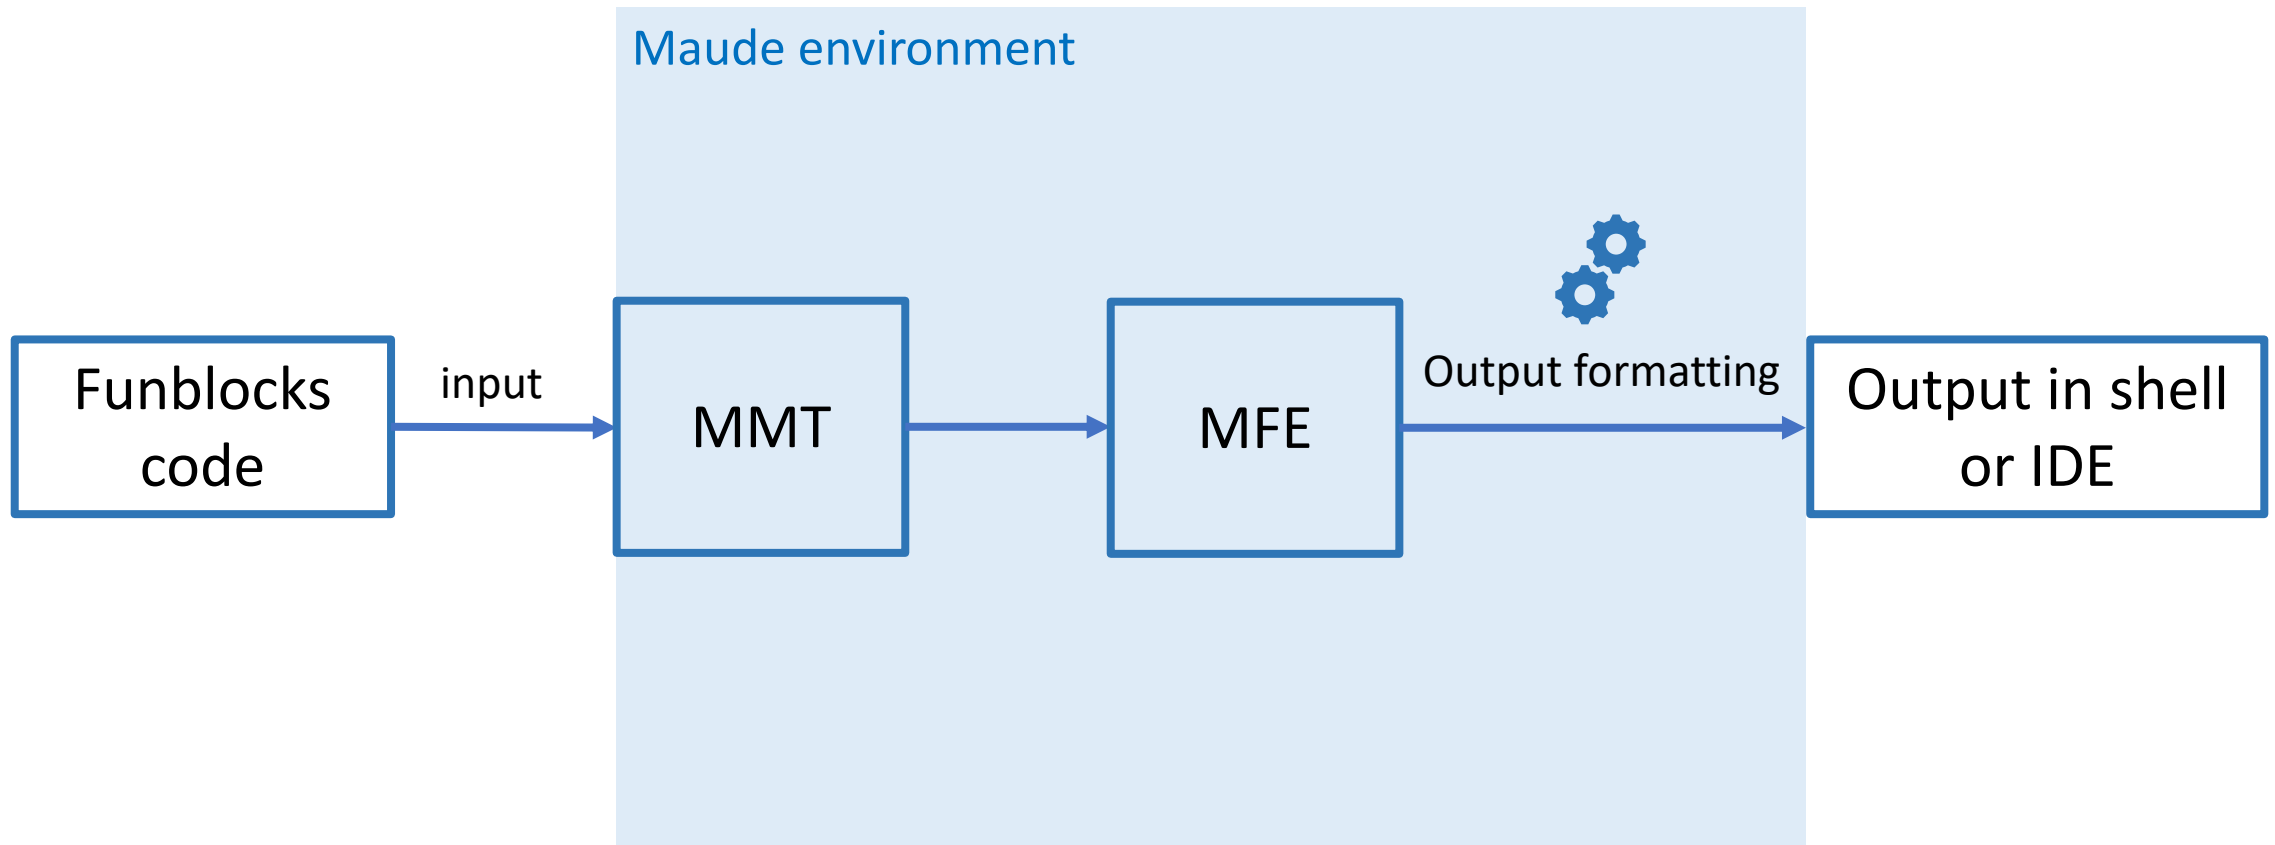 Maude environment
Funblocks
code
input
MMT
MFE
Output formatting
Output in shell
or IDE